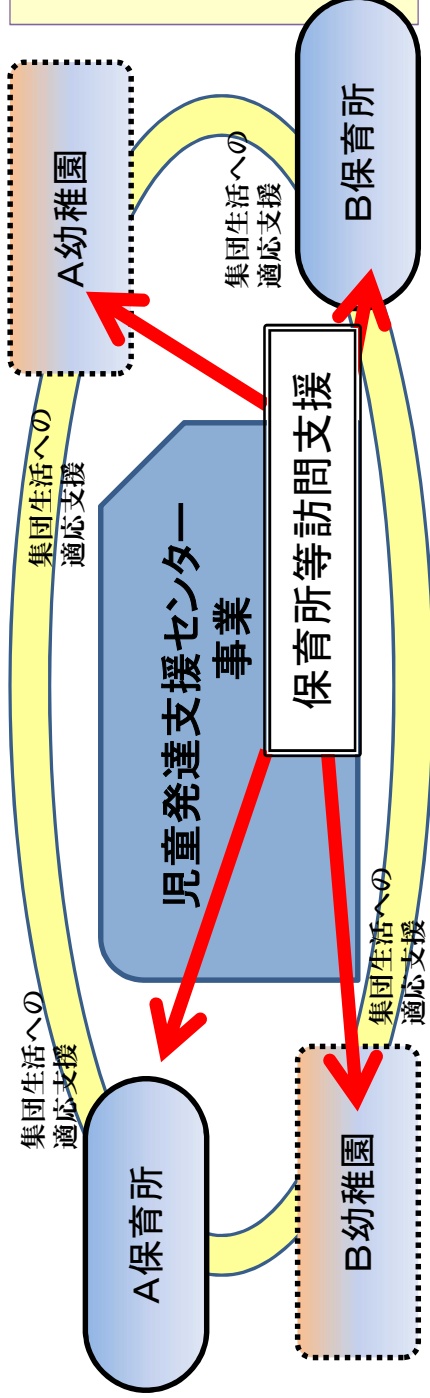 A保育所
A幼稚園
集団生活への
適応支援
集団生活への
適応支援
児童発達支援センター
事業
保育所等訪問支援
集団生活への
適応支援
集団生活への
適応支援
B幼稚園
B保育所